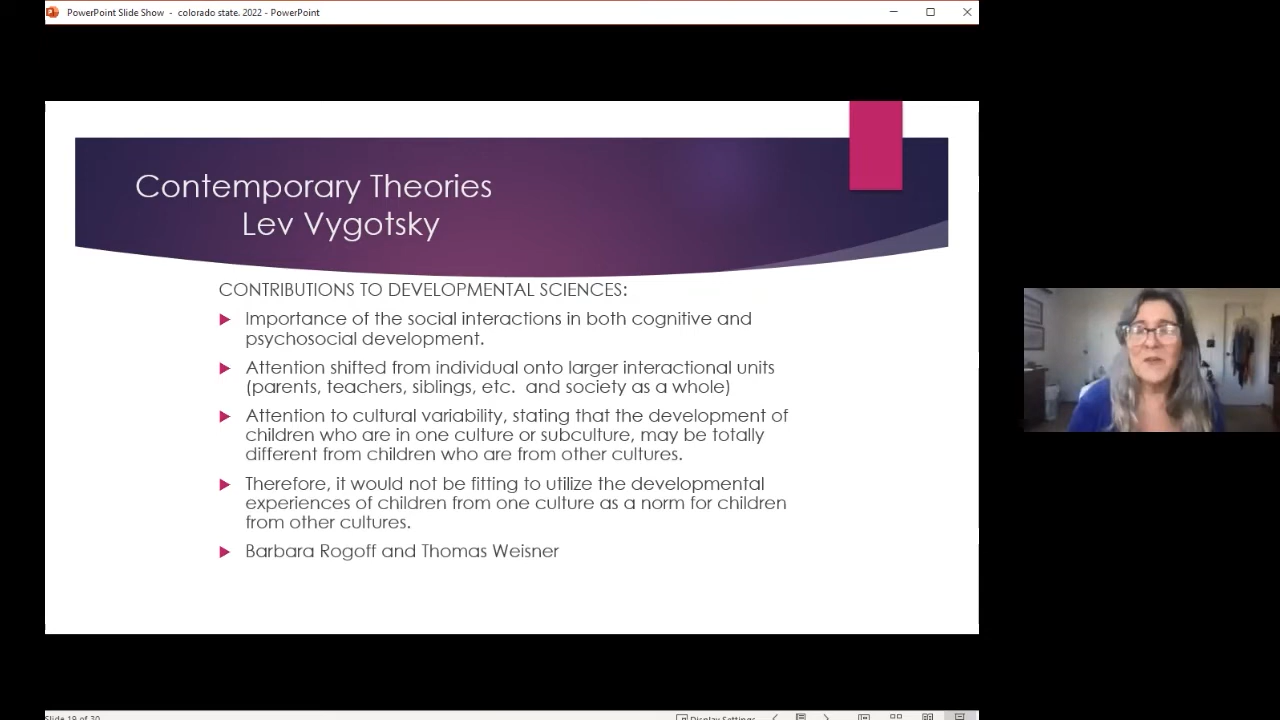 PowerPoint Slide Show - colorado state. 2022 - PowerPoint
Contemporary Theories
Lev Vygotsky
CONTRIBUTIONS TO DEVELOPMENTAL SCIENCES:
Importance of the social interactions in both cognitive and
psychosocial development.
Attention shifted from individual onto larger interactional units
(parents, teachers, siblings, etc. and society as a whole)
Attention to cultural variability, stating that the development of
children who are in one culture or subculture, may be totally
different from children who are from other cultures.
Therefore, it would not be fitting to utilize the developmental
experiences of children from one culture as a norm for children
from other cultures.
Barbara Rogoff and Thomas Weisner
Slide 19 of 30
Display Settings